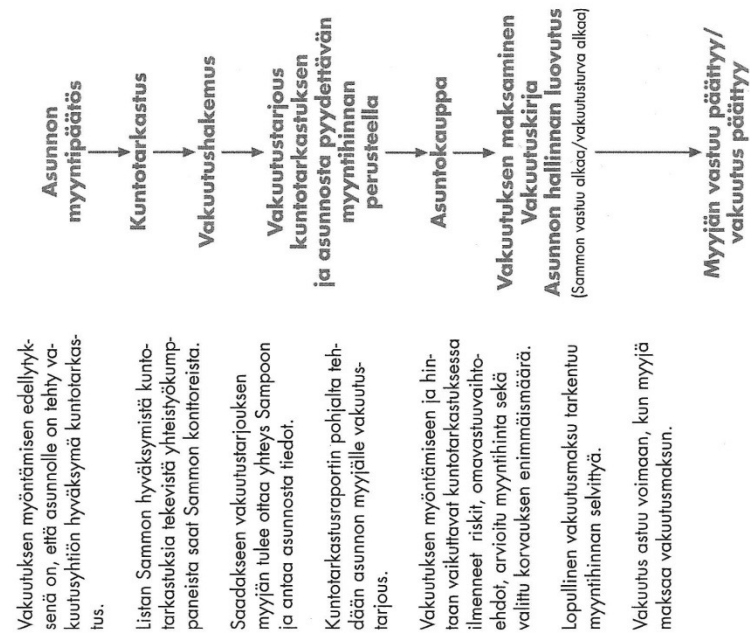 Vakuutuksen myöntämisen edellytyk-
senä on, että asunnolle on tehty va-
kuutusyhtiön hyväksymä kuntotarkas-
tus.
Listan Sammon hyväksymistä kunto-
tarkastuksia tekevistä yhteistyökump-
paneista saat Sammon konttoreista.
Saadakseen vakuutustarjouksen
myyjän tulee ottaa yhteys Sampoon
ja antaa asunnosta tiedot.
Kuntotarkastusraportin pohjalta teh-
dään asunnon myyjälle vakuutus-
tarjous.
Vakuutuksen myöntämiseen ja hin-
taan vaikuttavat kuntotarkastuksessa
ilmenneet riskit, omavastuuvaihto-
ehdot, arvioitu myyntihinta sekä
valittu korvauksen enimmäismäärä.
Lopullinen vakuutusmaksu tarkentuu
myyntihinnan selvittyä.
Vakuutus astuu voimaan, kun myyjä
maksaa vakuutusmaksun.
Asunnon
myyntipäätös
Kuntotarkastus
Vakuutushakemus
Vakuutustarjous
kuntotarkastuksen
ja asunnosta pyydettävän
myyntihinnan
perusteella
Asuntokauppa
Vakuutuksen maksaminen
Vakuutuskirja
Asunnon hallinnan luovutus
(Sammon vastuu alkaa/vakuutusturva alkaa)
Myyjän vastuu päättyy/
vakuutus päättyy